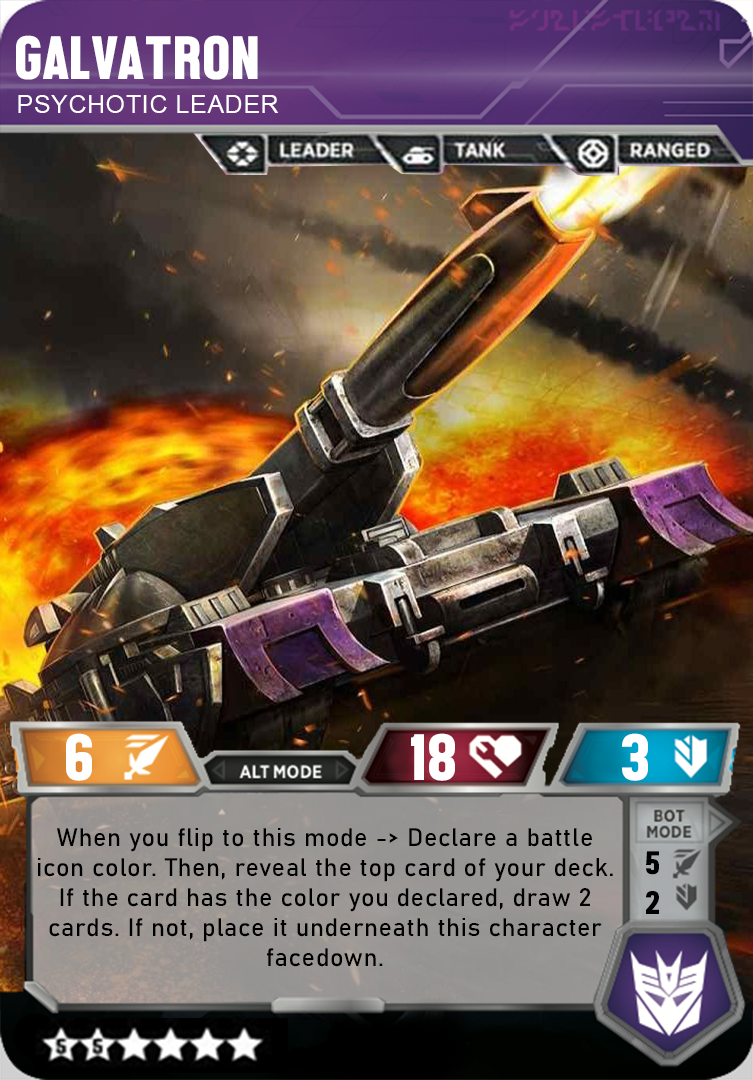 GALVATRON
PSYCHOTIC LEADER
LEADER TANK RANGED
6 ALT MODE 18 3
When you flip to this mode -> Declare a battle
icon color. Then, reveal the top card of your deck.
If the card has the color you declared, draw 2
cards. If not, place it underneath this character
facedown.
BOT
MODE
5
2
5 5